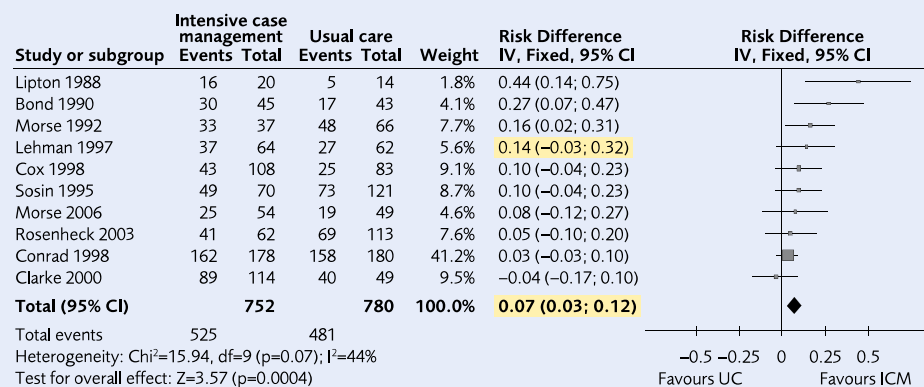 Intensive case management Usual care Risk Difference Risk Difference
Study or subgroup Events Total Events Total Weight IV, Fixed, 95% CI IV, Fixed, 95% CI
Lipton 1988 16 20 5 14 1.8% 0.44 (0.14; 0.75)
Bond 1990 30 45 17 43 4.1% 0.27 (0.07; 0.47)
Morse 1992 33 37 48 66 7.7% 0.16 (0.02; 0.31)
Lehman 1997 37 64 27 62 5.6% 0.14 (−0.03; 0.32)
Cox 1998 43 108 25 83 9.1% 0.10 (−0.04; 0.23)
Sosin 1995 49 70 73 121 8.7% 0.10 (−0.04; 0.23)
Morse 2006 25 54 19 49 4.6% 0.08 (−0.12; 0.27)
Rosenheck 2003 41 62 69 113 7.6% 0.05 (−0.10; 0.20)
Conrad 1998 162 178 158 180 41.2% 0.03 (−0.03; 0.10)
Clarke 2000 89 114 40 49 9.5% −0.04 (−0.17; 0.10)
Total (95% CI) 752 780 100.0% 0.07 (0.03; 0.12)
Total events 525 481
Heterogeneity: Chi²=15.94, df=9 (p=0.07); I²=44%
Test for overall effect: Z=3.57 (p=0.0004)
−0.5 −0.25 0 0.25 0.5
Favours UC Favours ICM